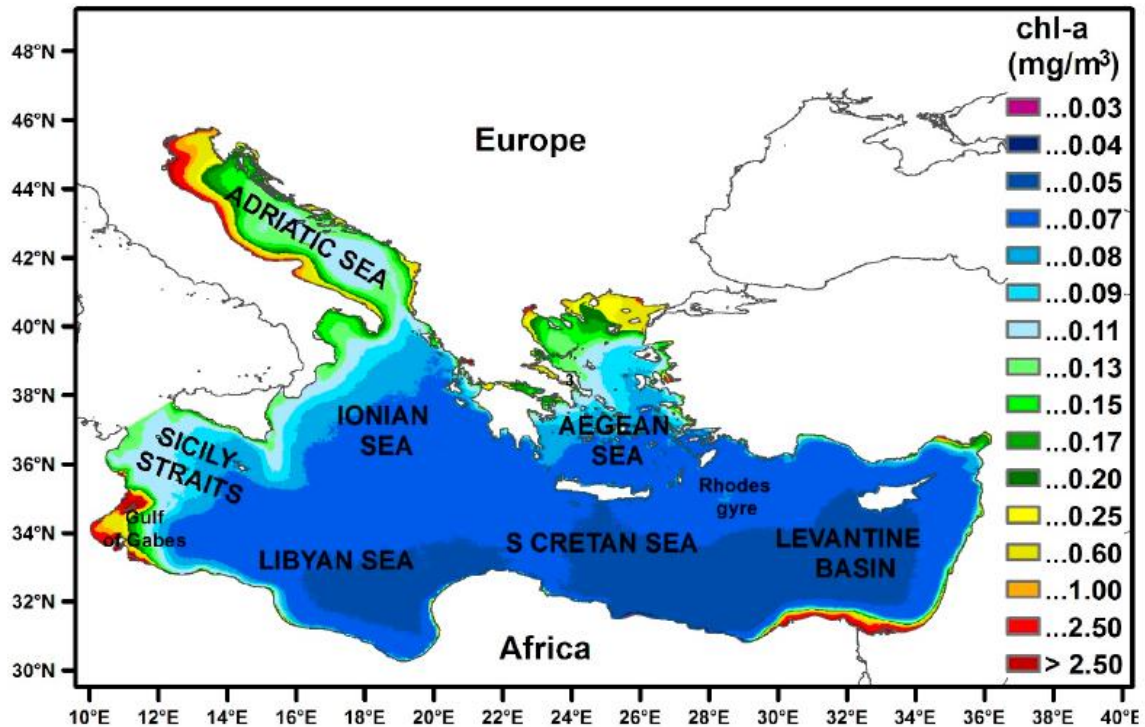 48°N
46°N
44°N
42°N
40°N
38°N
36°N
34°N
32°N
30°N
10°E
12°E
14°E
16°E
18°E
20°E
22°E
24°E
26°E
28°E
30°E
32°E
34°E
36°E
38°E
40°E
Europe
ADRIATIC SEA
IONIAN
SEA
3
AEGEAN
SEA
SICILY
STRAITS
Gulf
of Gabes
Rhodes
gyre
LIBYAN SEA
S CRETAN SEA
LEVANTINE
BASIN
Africa
chl-a
(mg/m³)
...0.03
...0.04
...0.05
...0.07
...0.08
...0.09
...0.11
...0.13
...0.15
...0.17
...0.20
...0.25
...0.60
...1.00
...2.50
> 2.50